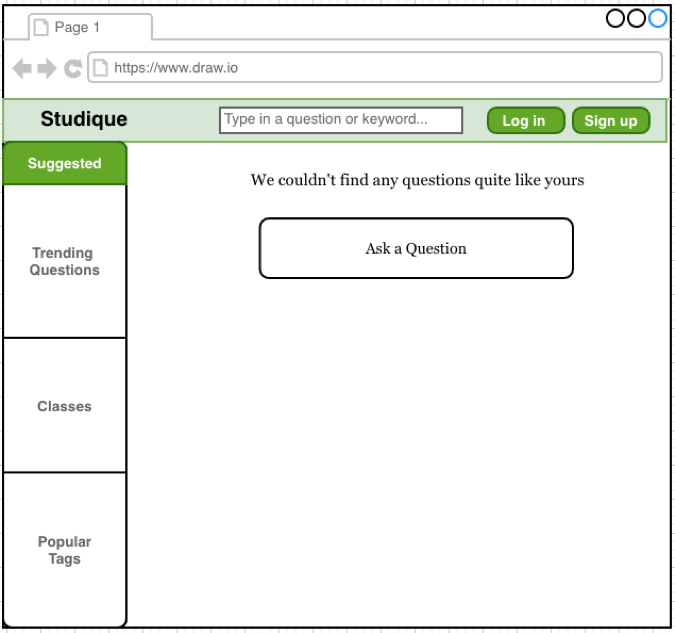 Page 1
https://www.draw.io
Studique
Type in a question or keyword...
Log in
Sign up
Suggested
We couldn't find any questions quite like yours
Ask a Question
Trending
Questions
Classes
Popular
Tags